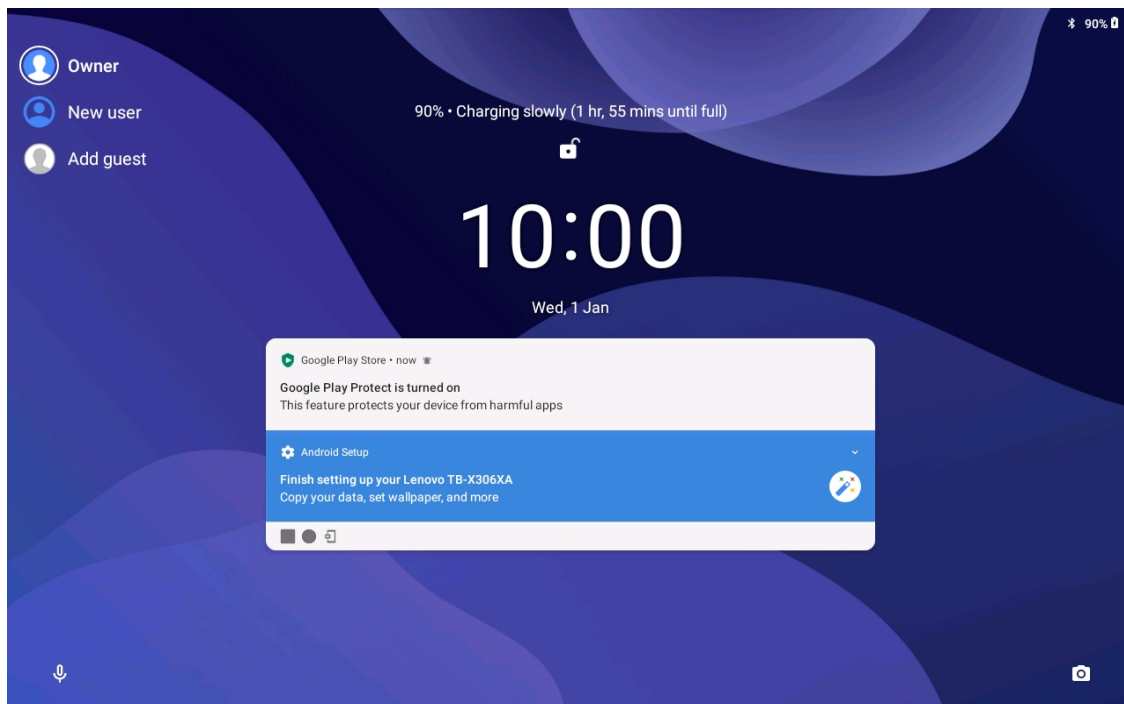 90%
Owner
New user
Add guest
90% • Charging slowly (1 hr, 55 mins until full)
10:00
Wed, 1 Jan
Google Play Store • now
Google Play Protect is turned on
This feature protects your device from harmful apps
Android Setup
Finish setting up your Lenovo TB-X306XA
Copy your data, set wallpaper, and more